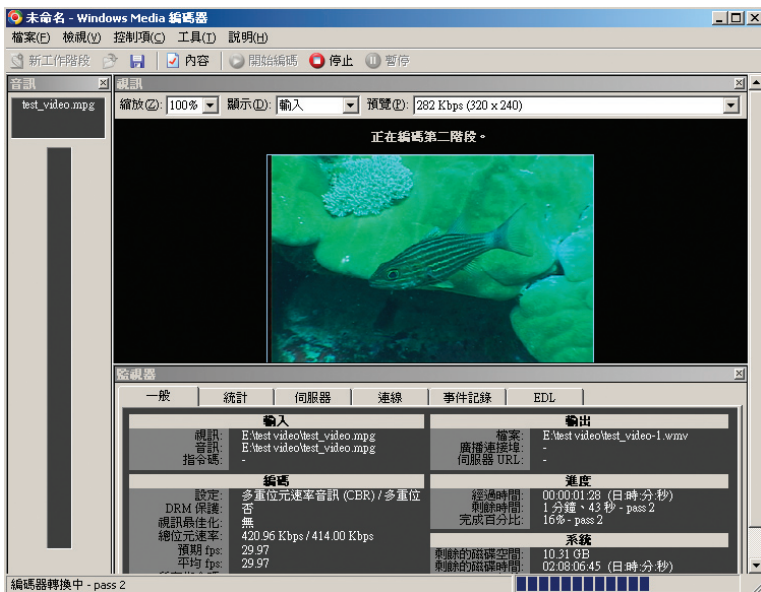 未命名 - Windows Media 編碼器
檔案(F) 檢視(V) 控制項(C) 工具(T) 說明(H)
新工作階段 內容 開始編碼 停止 暫停
音訊
test_video.mpg
視訊
縮放(Z): 100% 顯示(D): 輸入 預覽(P): 282 Kbps (320 x 240)
正在編碼第二階段。
監視器
一般 統計 伺服器 連線 事件記錄 EDL
輸入
視訊: E:\test video\test_video.mpg
音訊: E:\test video\test_video.mpg
指令碼: -
編碼
設定: 多重位元速率音訊 (CBR) / 多重位
DRM 保護: 否
視訊最佳化: 無
總位元速率: 420.96 Kbps / 414.00 Kbps
預期 fps: 29.97
平均 fps: 29.97
輸出
檔案: E:\test video\test_video-1.wmv
廣播連接埠: -
伺服器 URL: -
進度
經過時間: 00:00:01:28 (日:時:分:秒)
剩餘時間: 1 分鐘、43 秒 - pass 2
完成百分比: 16% - pass 2
系統
剩餘的磁碟空間: 10.31 GB
剩餘的磁碟時間: 02:08:06:45 (日:時:分:秒)
編碼器轉換中 - pass 2